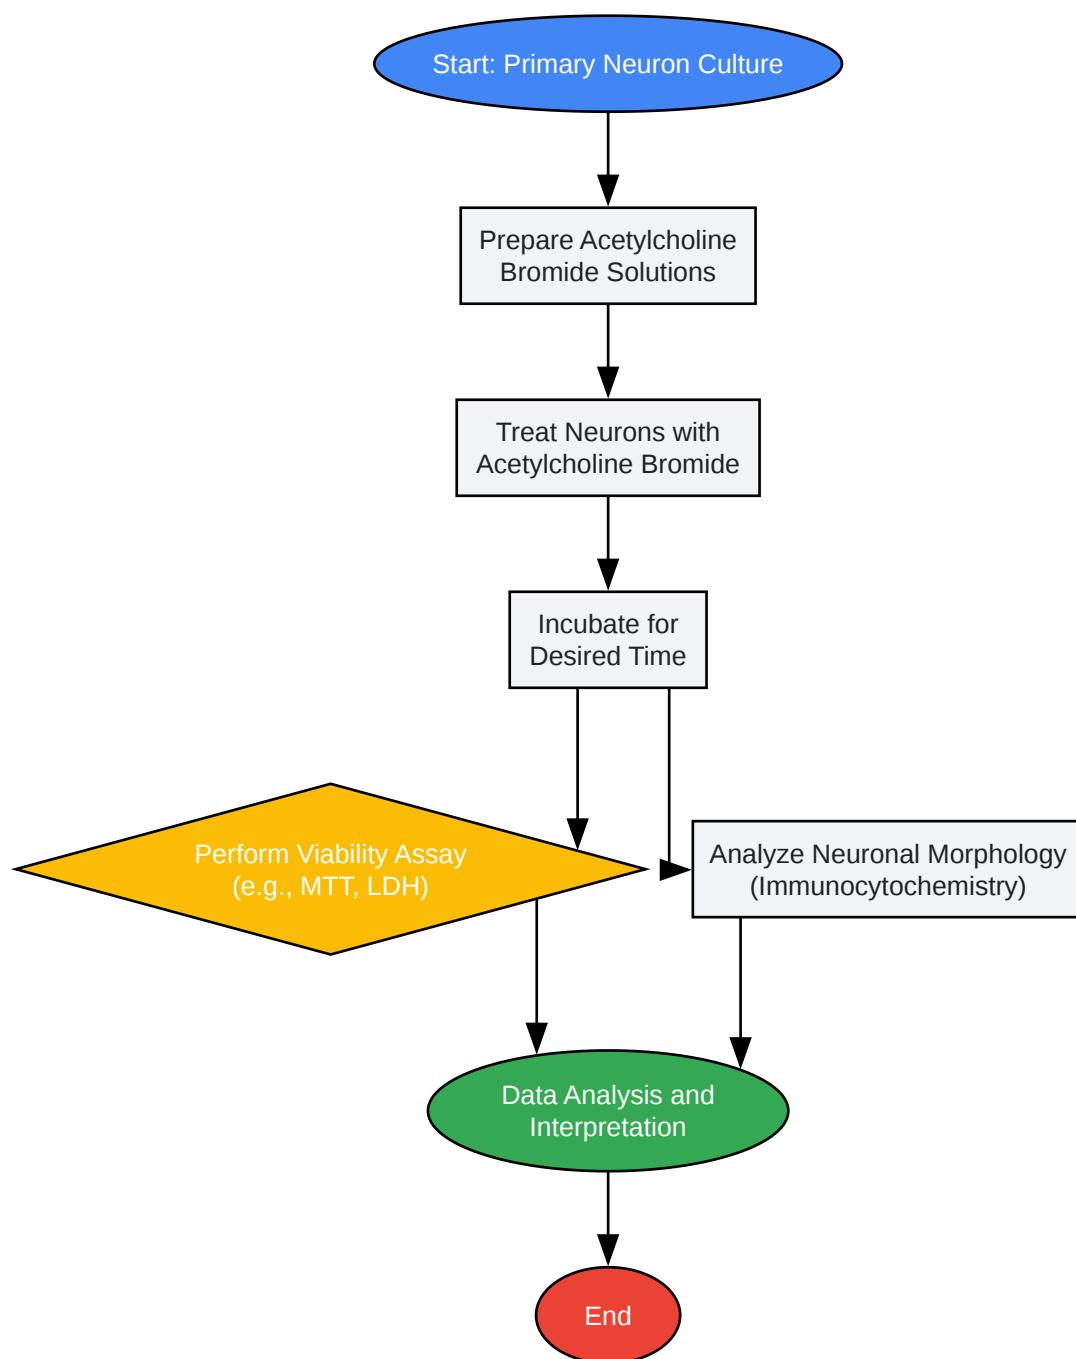 Start: Primary Neuron Culture
Prepare Acetylcholine
Bromide Solutions
Treat Neurons with
Acetylcholine Bromide
Incubate for
Desired Time
Perform Viability Assay
(e.g., MTT, LDH)
Analyze Neuronal Morphology
(Immunocytochemistry)
Data Analysis and
Interpretation
End